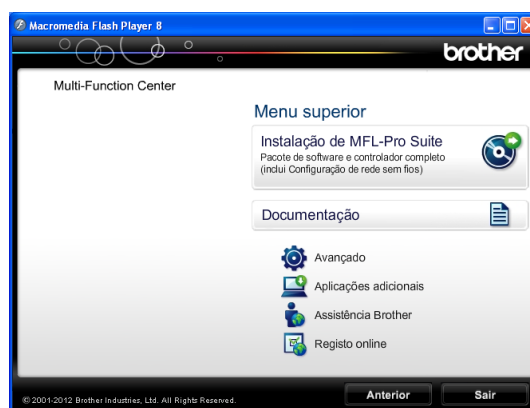 Macromedia Flash Player 8
brother
Multi-Function Center
Menu superior
Instalação de MFL-Pro Suite
Pacote de software e controlador completo
(inclui Configuração de rede sem fios)
Documentação
Avançado
Aplicações adicionais
Assistência Brother
Registo online
© 2001-2012 Brother Industries, Ltd. All Rights Reserved.
Anterior
Sair